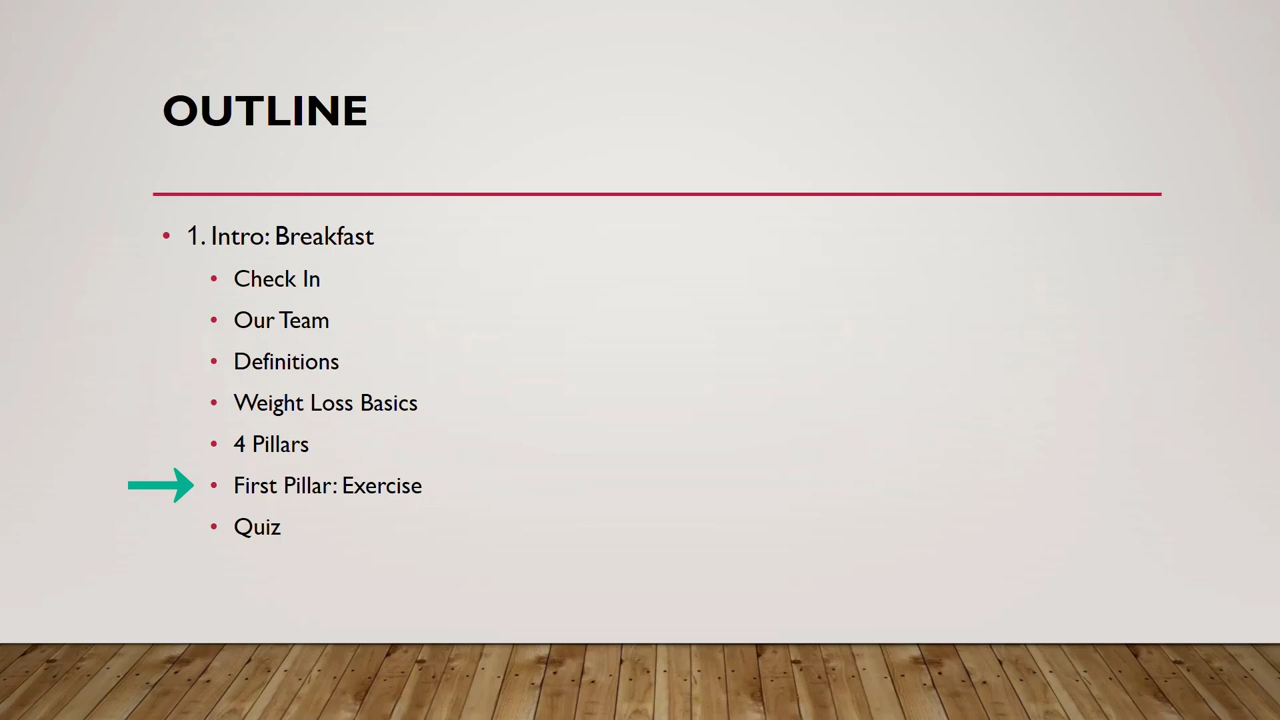 OUTLINE
1. Intro: Breakfast
Check In
Our Team
Definitions
Weight Loss Basics
4 Pillars
First Pillar: Exercise
Quiz